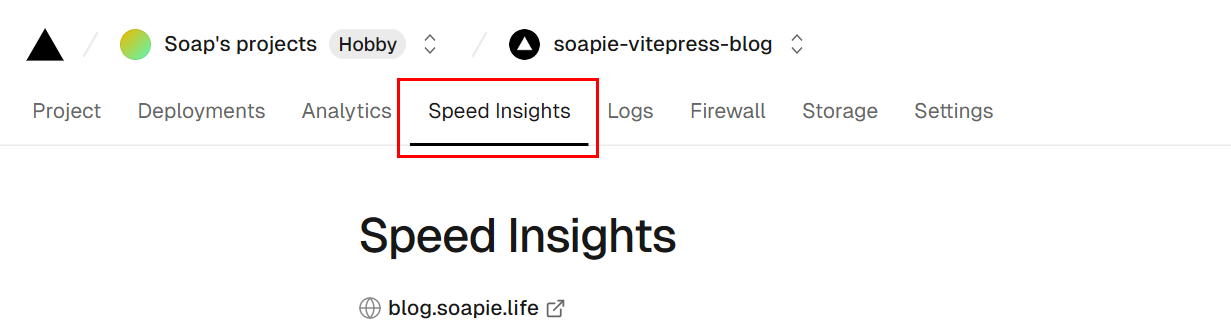 Soap's projects Hobby soapie-vitepress-blog
Project Deployments Analytics Speed Insights Logs Firewall Storage Settings
Speed Insights
blog.soapie.life